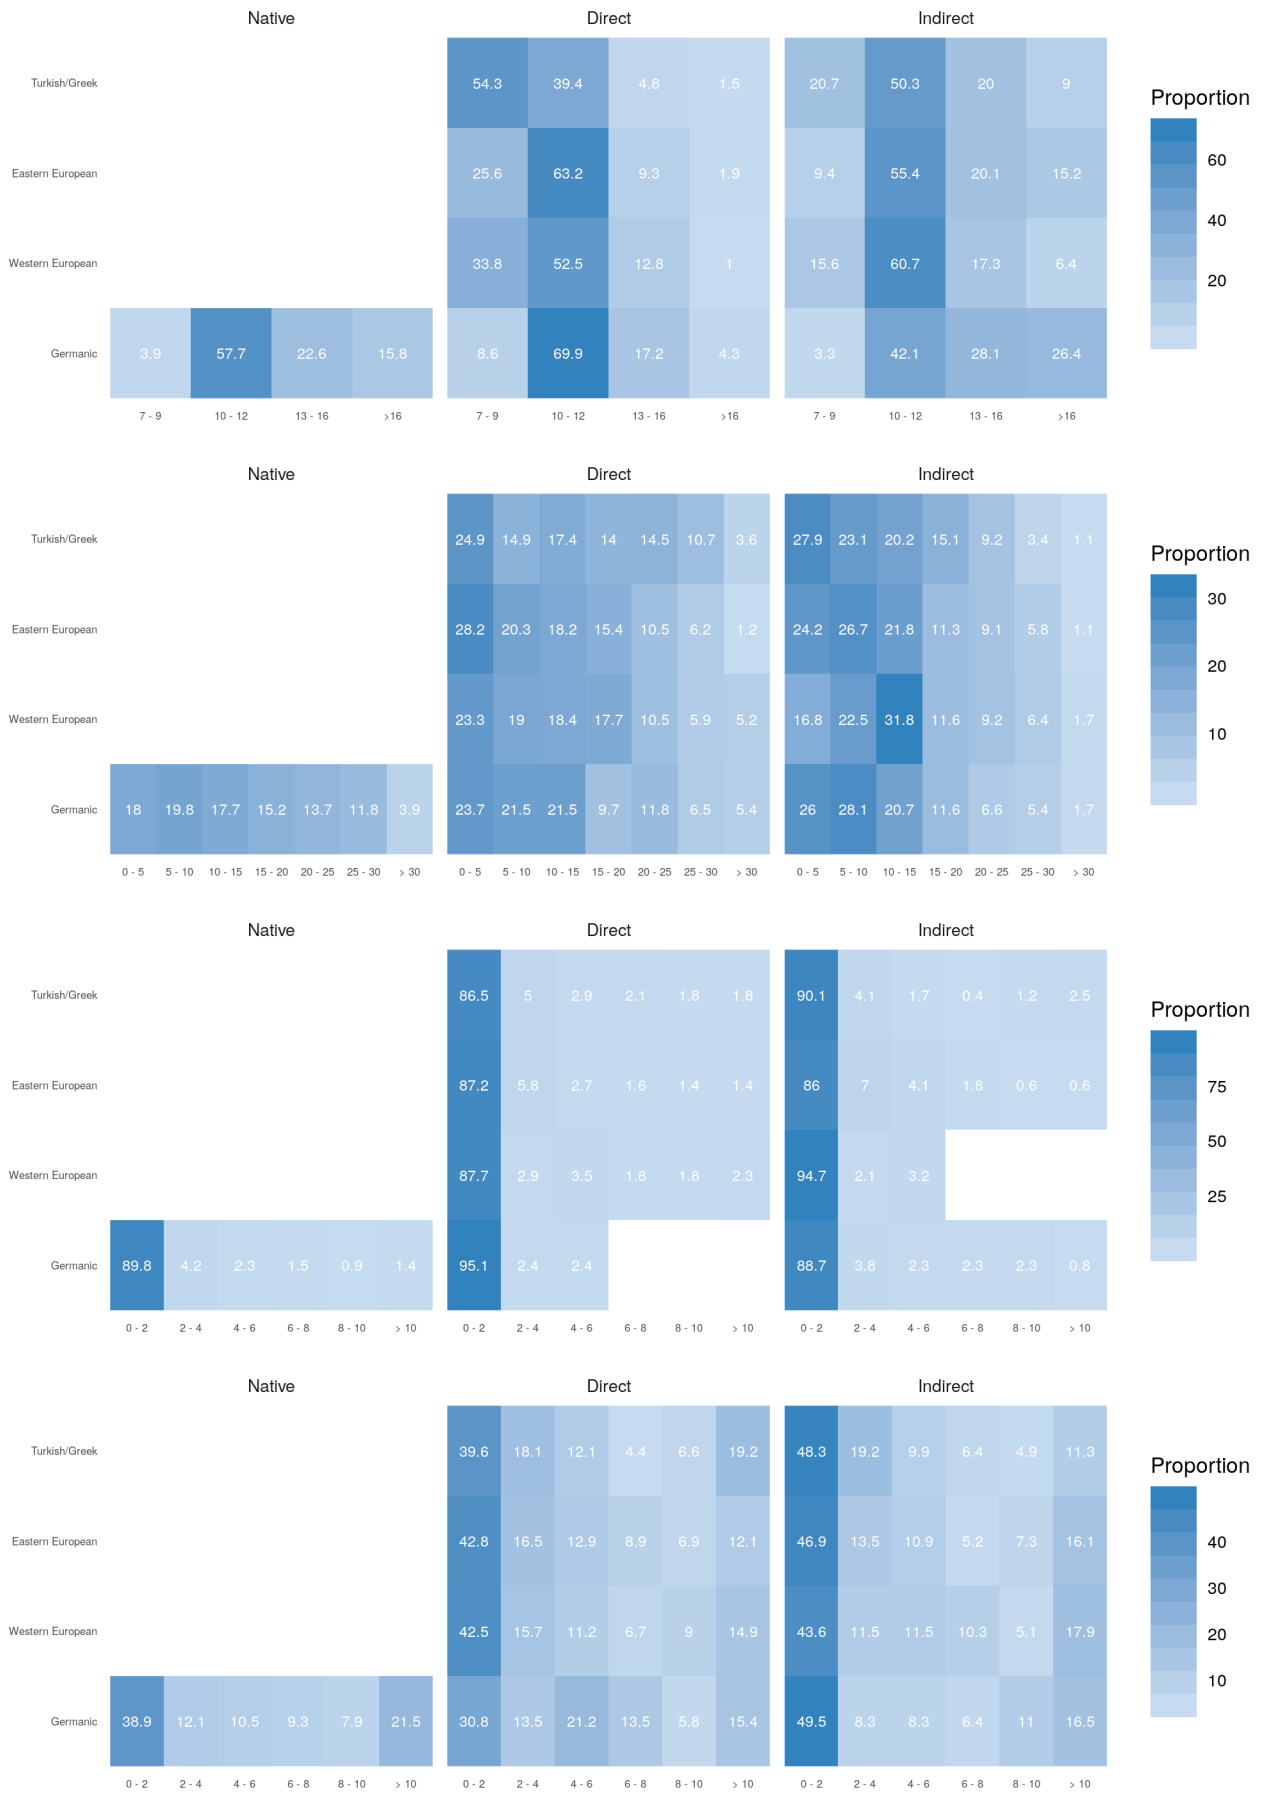 Native Direct Indirect
Turkish/Greek 54.3 39.4 4.8 1.5 20.7 50.3 20 9
Eastern European 25.6 63.2 9.3 1.9 9.4 55.4 20.1 15.2
Western European 33.8 52.5 12.8 1 15.6 60.7 17.3 6.4
Germanic 3.9 57.7 22.6 15.8 8.6 69.9 17.2 4.3 3.3 42.1 28.1 26.4
7 - 9 10 - 12 13 - 16 >16 7 - 9 10 - 12 13 - 16 >16 7 - 9 10 - 12 13 - 16 >16
Proportion
60
40
20
Native Direct Indirect
Turkish/Greek 24.9 14.9 17.4 14 14.5 10.7 3.6 27.9 23.1 20.2 15.1 9.2 3.4 1.1
Eastern European 28.2 20.3 18.2 15.4 10.5 6.2 1.2 24.2 26.7 21.8 11.3 9.1 5.8 1.1
Western European 23.3 19 18.4 17.7 10.5 5.9 5.2 16.8 22.5 31.8 11.6 9.2 6.4 1.7
Germanic 18 19.8 17.7 15.2 13.7 11.8 3.9 23.7 21.5 21.5 9.7 11.8 6.5 5.4 26 28.1 20.7 11.6 6.6 5.4 1.7
0 - 5 5 - 10 10 - 15 15 - 20 20 - 25 25 - 30 > 30 0 - 5 5 - 10 10 - 15 15 - 20 20 - 25 25 - 30 > 30 0 - 5 5 - 10 10 - 15 15 - 20 20 - 25 25 - 30 > 30
Proportion
30
20
10
Native Direct Indirect
Turkish/Greek 86.5 5 2.9 2.1 1.8 1.8 90.1 4.1 1.7 0.4 1.2 2.5
Eastern European 87.2 5.8 2.7 1.6 1.4 1.4 86 7 4.1 1.8 0.6 0.6
Western European 87.7 2.9 3.5 1.8 1.8 2.3 94.7 2.1 3.2
Germanic 89.8 4.2 2.3 1.5 0.9 1.4 95.1 2.4 2.4 88.7 3.8 2.3 2.3 2.3 0.8
0 - 2 2 - 4 4 - 6 6 - 8 8 - 10 > 10 0 - 2 2 - 4 4 - 6 6 - 8 8 - 10 > 10 0 - 2 2 - 4 4 - 6 6 - 8 8 - 10 > 10
Proportion
75
50
25
Native Direct Indirect
Turkish/Greek 39.6 18.1 12.1 4.4 6.6 19.2 48.3 19.2 9.9 6.4 4.9 11.3
Eastern European 42.8 16.5 12.9 8.9 6.9 12.1 46.9 13.5 10.9 5.2 7.3 16.1
Western European 42.5 15.7 11.2 6.7 9 14.9 43.6 11.5 11.5 10.3 5.1 17.9
Germanic 38.9 12.1 10.5 9.3 7.9 21.5 30.8 13.5 21.2 13.5 5.8 15.4 49.5 8.3 8.3 6.4 11 16.5
0 - 2 2 - 4 4 - 6 6 - 8 8 - 10 > 10 0 - 2 2 - 4 4 - 6 6 - 8 8 - 10 > 10 0 - 2 2 - 4 4 - 6 6 - 8 8 - 10 > 10
Proportion
40
30
20
10